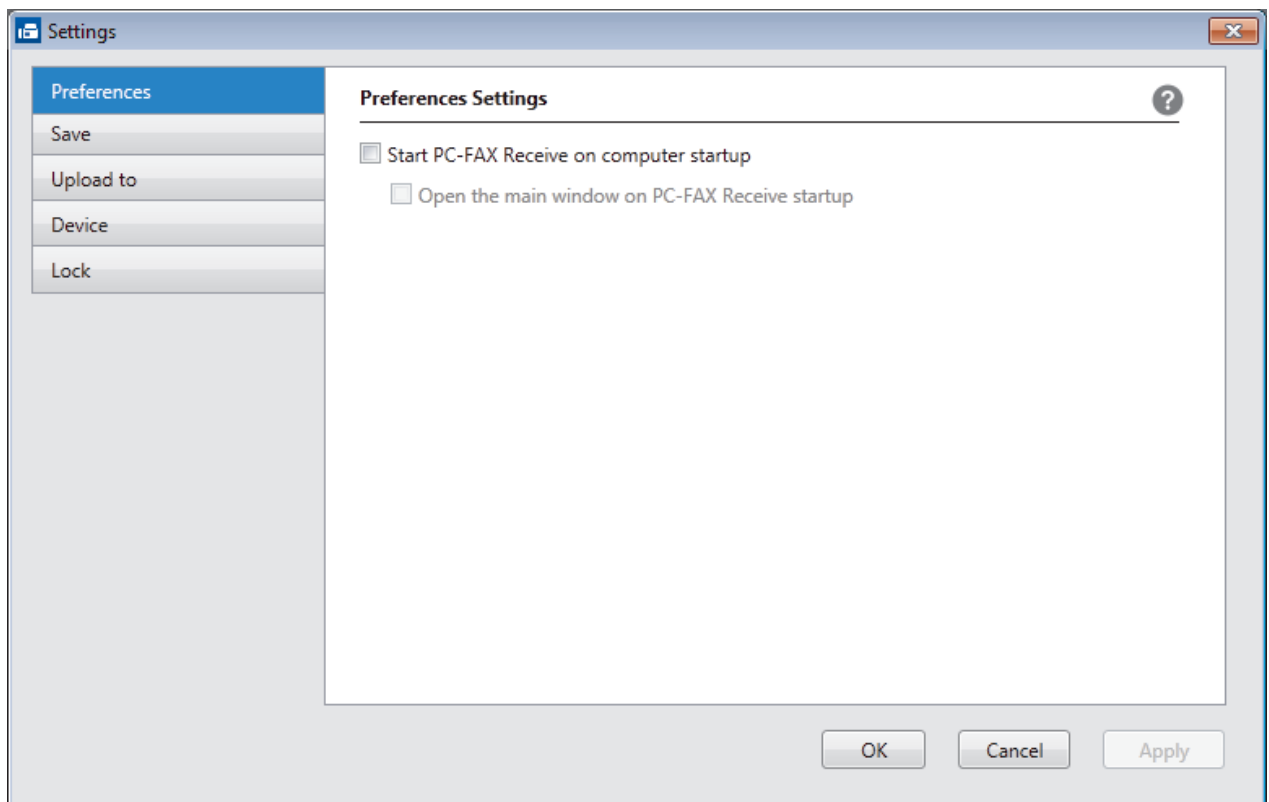 Settings
Preferences
Save
Upload to
Device
Lock
Preferences Settings
?
Start PC-FAX Receive on computer startup
Open the main window on PC-FAX Receive startup
OK
Cancel
Apply